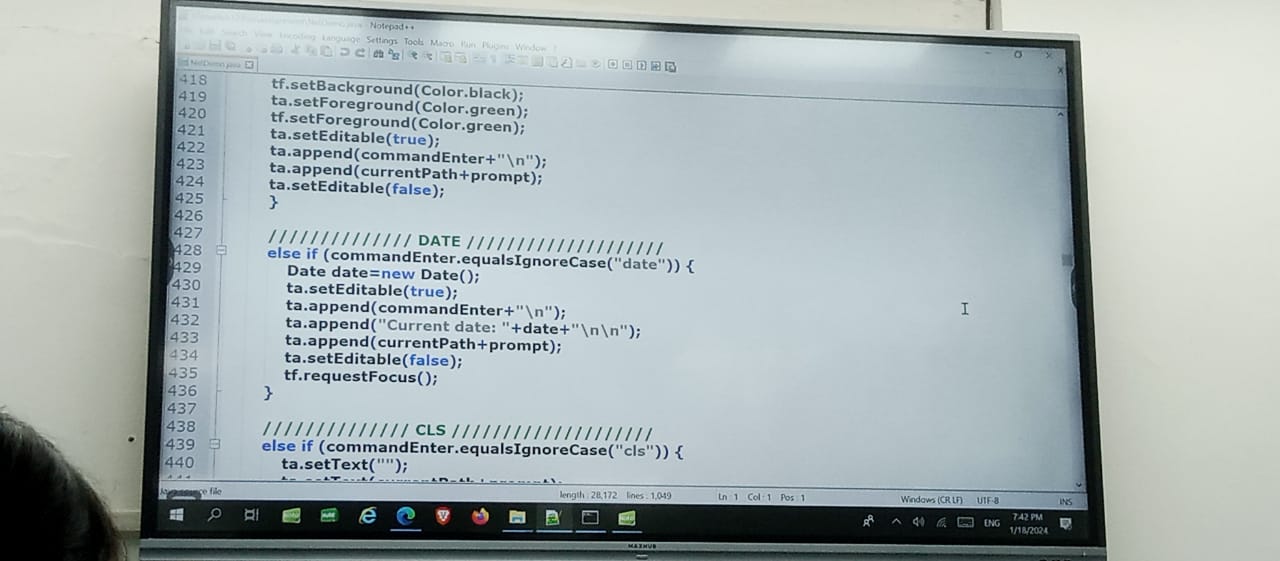 NetDemo.java - Notepad++
Search View Encoding Language Settings Tools Macro Run Plugins Window ?
NetDemo.java
418 tf.setBackground(Color.black);
419 ta.setForeground(Color.green);
420 tf.setForeground(Color.green);
421 ta.setEditable(true);
422 ta.append(commandEnter+"\n");
423 ta.append(currentPath+prompt);
424 ta.setEditable(false);
425 }
426
427 ////////////// DATE ////////////////////
428 else if (commandEnter.equalsIgnoreCase("date")) {
429 Date date=new Date();
430 ta.setEditable(true);
431 ta.append(commandEnter+"\n");
432 ta.append("Current date: "+date+"\n\n");
433 ta.append(currentPath+prompt);
434 ta.setEditable(false);
435 tf.requestFocus();
436 }
437
438 ////////////// CLS ////////////////////
439 else if (commandEnter.equalsIgnoreCase("cls")) {
440 ta.setText("");
Java source file length : 28,172 lines : 1,049 Ln : 1 Col : 1 Pos : 1 Windows (CR LF) UTF-8 INS
ENG 7:42 PM
1/18/2024
MAXHUB